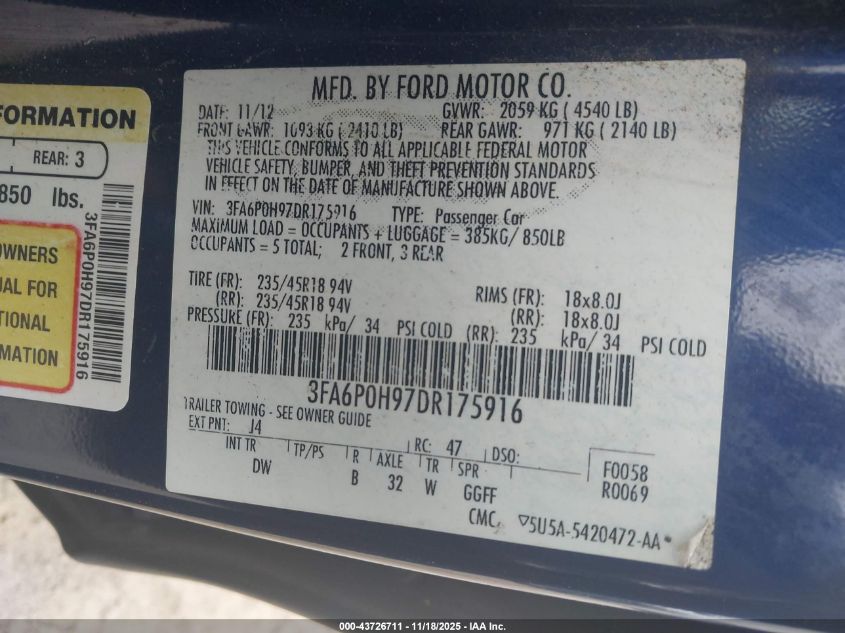 FORMATION
REAR: 3
850 lbs.
OWNERS
UAL FOR
TIONAL
RMATION
3FA6P0H97DR175916
MFD. BY FORD MOTOR CO.
DATE: 11/12 GVWR: 2059 KG ( 4540 LB)
FRONT GAWR: 1093 KG ( 2410 LB) REAR GAWR: 971 KG ( 2140 LB)
THIS VEHICLE CONFORMS TO ALL APPLICABLE FEDERAL MOTOR
VEHICLE SAFETY, BUMPER, AND THEFT PREVENTION STANDARDS
IN EFFECT ON THE DATE OF MANUFACTURE SHOWN ABOVE.
VIN: 3FA6P0H97DR175916 TYPE: Passenger Car
MAXIMUM LOAD = OCCUPANTS + LUGGAGE = 385KG/ 850LB
OCCUPANTS = 5 TOTAL; 2 FRONT, 3 REAR
TIRE (FR): 235/45R18 94V RIMS (FR): 18x8.0J
(RR): 235/45R18 94V (RR): 18x8.0J
PRESSURE (FR): 235 kPa/ 34 PSI COLD (RR): 235 kPa/ 34 PSI COLD
3FA6P0H97DR175916
TRAILER TOWING - SEE OWNER GUIDE
EXT PNT: J4 RC: 47 DSO:
INT TR TP/PS R AXLE TR SPR F0058
DW B 32 W GGFF R0069
CMC ▽5U5A-5420472-AA*
000-43726711 - 11/18/2025 - IAA Inc.